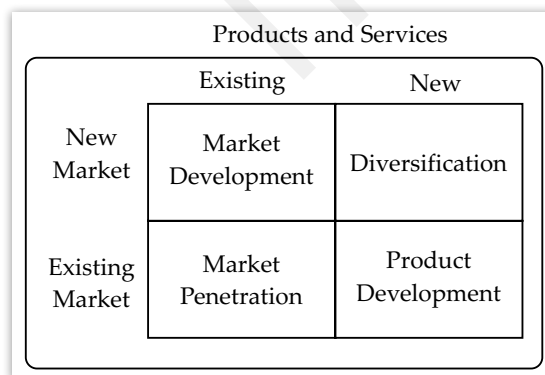 Products and Services
Existing New
New
Market
Market
Development
Diversification
Existing
Market
Market
Penetration
Product
Development